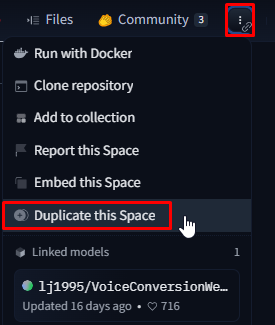 Files
Community 3
Run with Docker
Clone repository
Add to collection
Report this Space
Embed this Space
Duplicate this Space
Linked models 1
lj1995/VoiceConversionWe…
Updated 16 days ago • ♡ 716